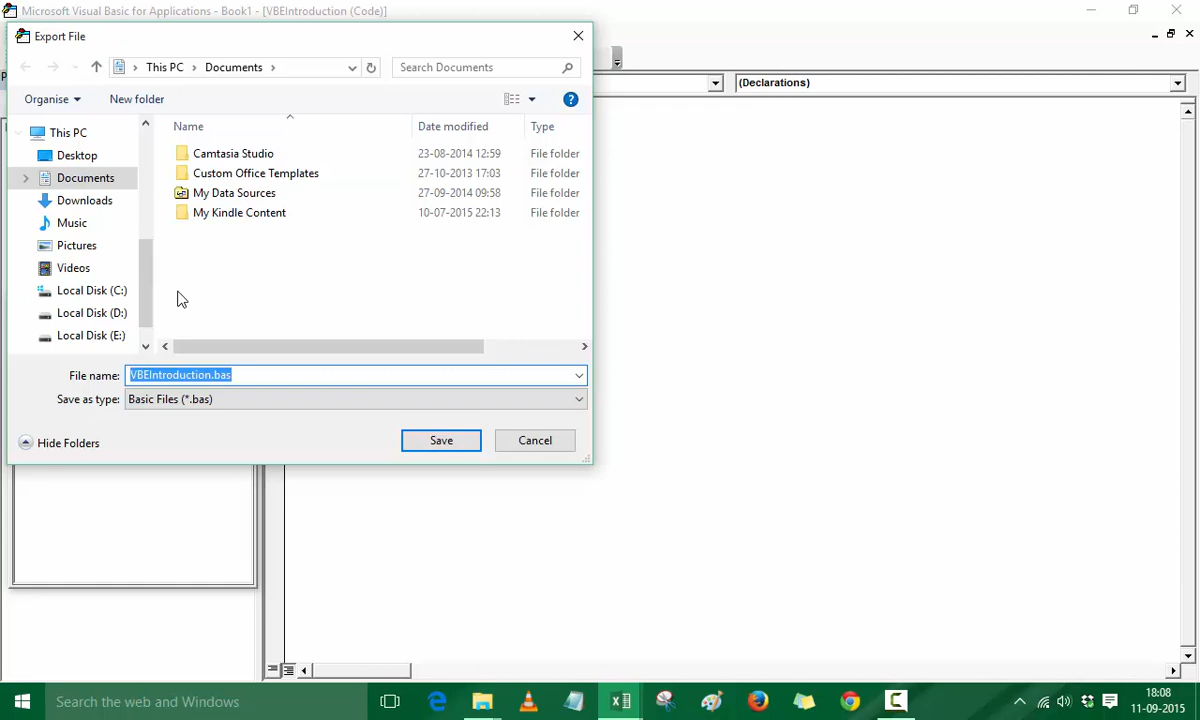 Microsoft Visual Basic for Applications - Book1 - [VBEIntroduction (Code)]
Export File
This PC > Documents >
Search Documents
(Declarations)
Organise
New folder
Name
Date modified
Type
This PC
Desktop
Documents
Downloads
Music
Pictures
Videos
Local Disk (C:)
Local Disk (D:)
Local Disk (E:)
Camtasia Studio 23-08-2014 12:59 File folder
Custom Office Templates 27-10-2013 17:03 File folder
My Data Sources 27-09-2014 09:58 File folder
My Kindle Content 10-07-2015 22:13 File folder
File name: VBEIntroduction.bas
Save as type: Basic Files (*.bas)
Hide Folders
Save
Cancel
Search the web and Windows
18:08
11-09-2015